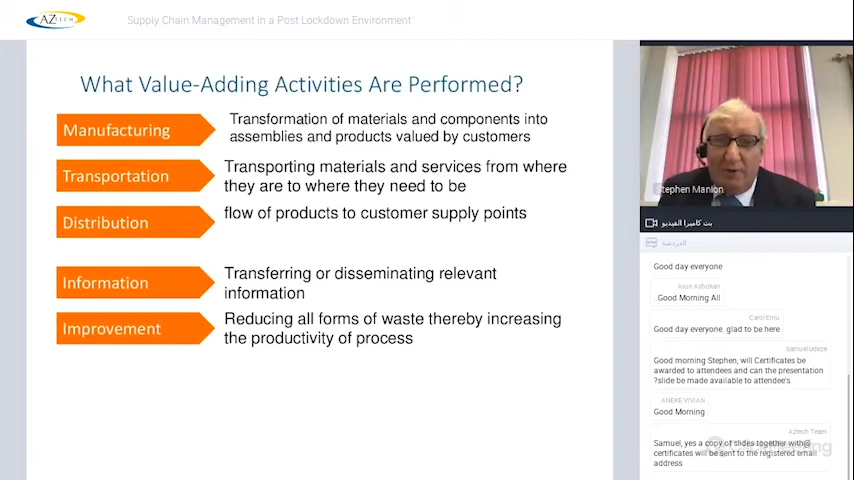 AZTECH
Supply Chain Management in a Post Lockdown Environment
What Value-Adding Activities Are Performed?
Manufacturing
Transformation of materials and components into
assemblies and products valued by customers
Transportation
Transporting materials and services from where
they are to where they need to be
Distribution
flow of products to customer supply points
Information
Transferring or disseminating relevant
information
Improvement
Reducing all forms of waste thereby increasing
the productivity of process
Stephen Manion
بث كاميرا الفيديو
الدردشة
Good day everyone
Arun Ashokan
..Good Morning All
Carol Emu
Good day everyone. glad to be here
Samuel Udeze
Good morning Stephen, will Certificates be
awarded to attendees and can the presentation
?slide be made available to attendee's
ANEKE VIVIAN
Good Morning
Aztech Team
Samuel, yes a copy of slides together with@
certificates will be sent to the registered email
address